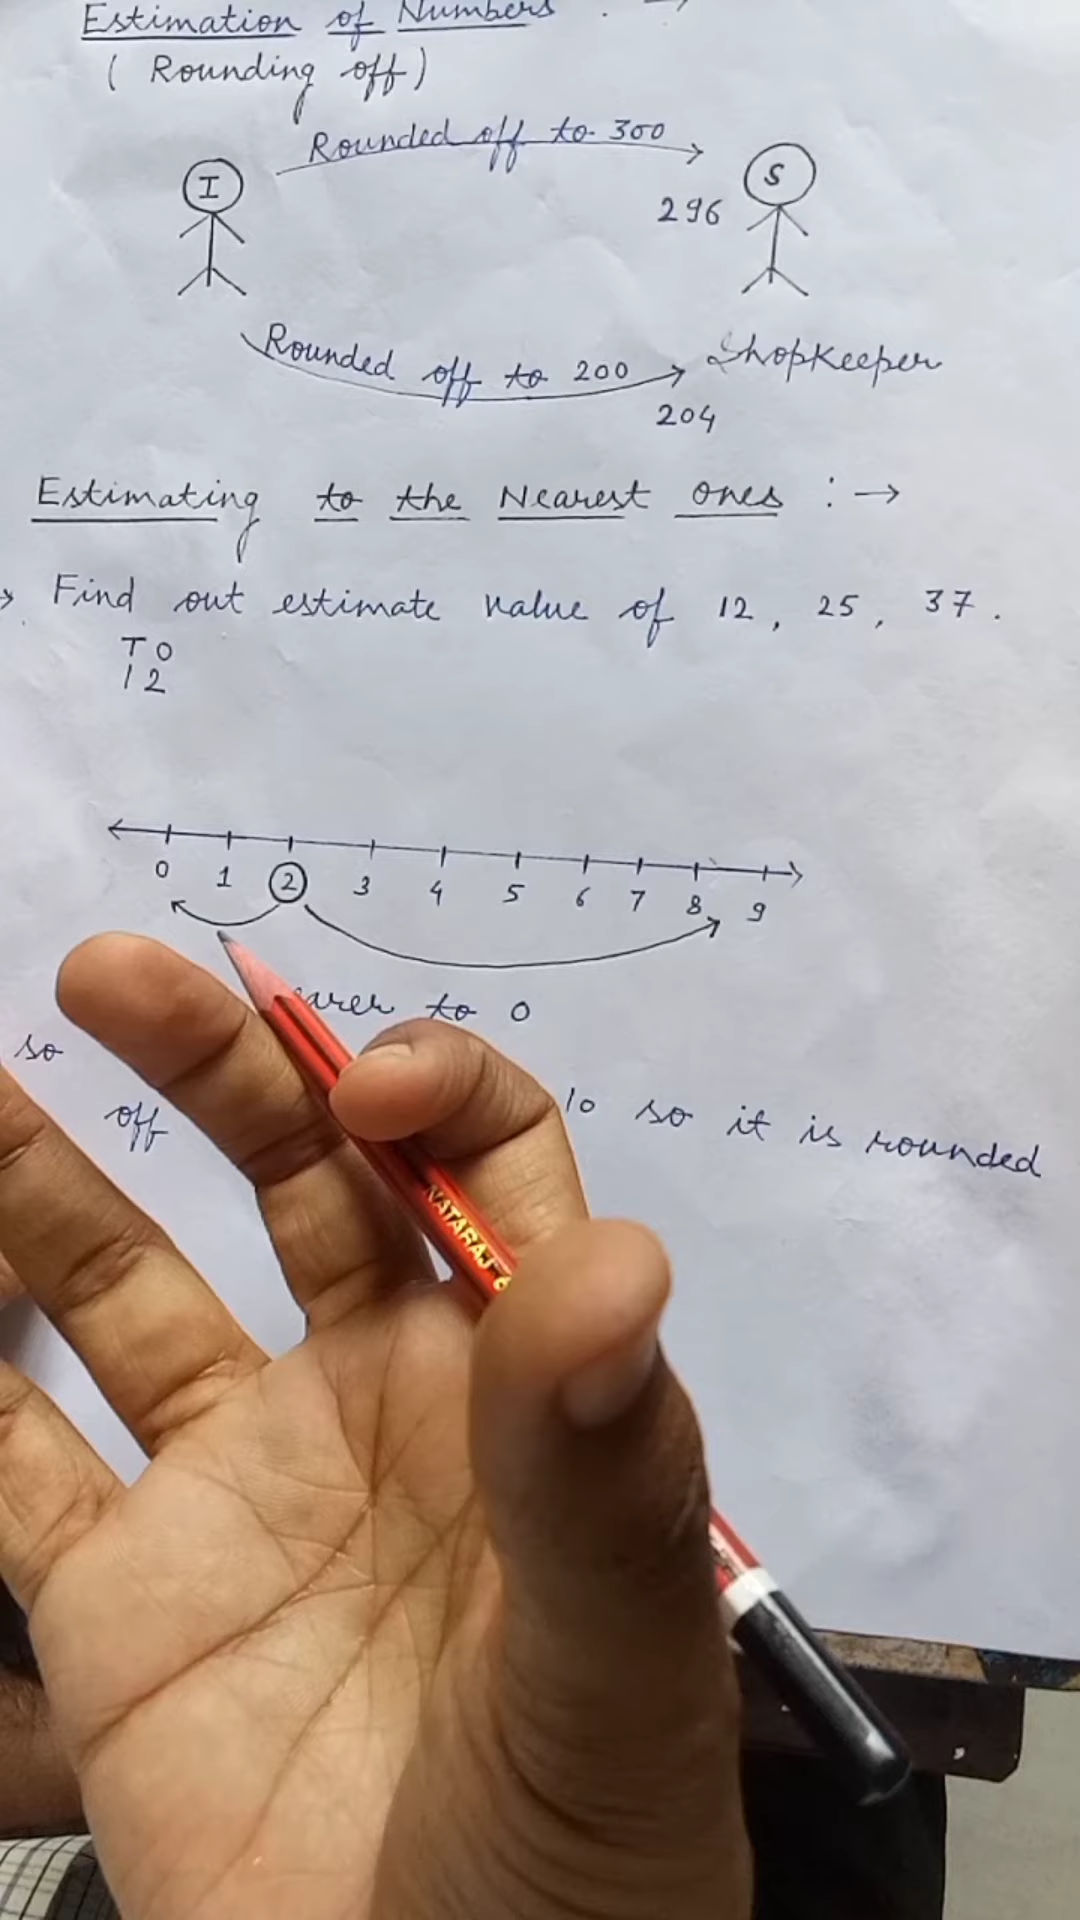 Estimation of Numbers : →
( Rounding off )
Rounded off to 300
I
S
296
Rounded off to 200
Shopkeeper
204
Estimating to the Nearest ones : →
→ Find out estimate value of 12, 25, 37.
T O
1 2
0 1 2 3 4 5 6 7 8 9
to 0
so
10 so it is rounded
off
NATARAJ